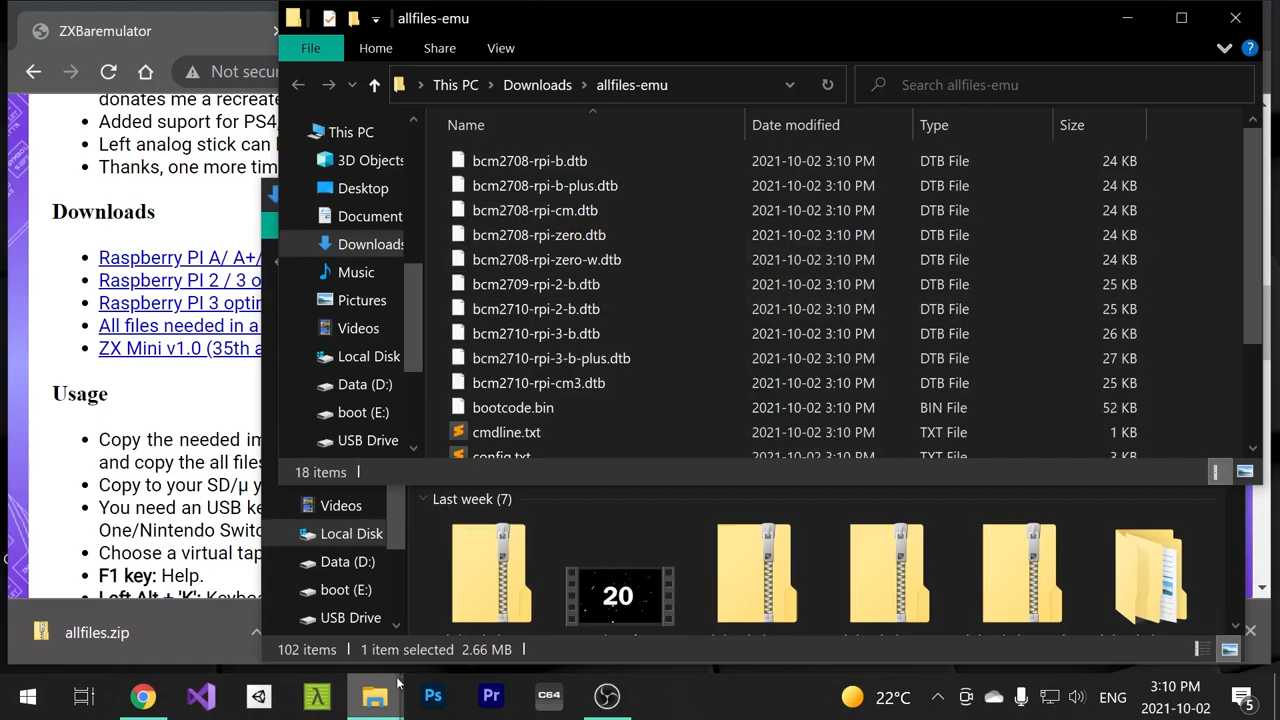 ZXBaremulator
Not secu
donates me a recreate
Added suport for PS4,
Left analog stick can
Thanks, one more tim
Downloads
Raspberry PI A/ A+/
Raspberry PI 2 / 3 o
Raspberry PI 3 opti
All files needed in a
ZX Mini v1.0 (35th a
Usage
Copy the needed im
and copy the all files
Copy to your SD/µ y
You need an USB ke
One/Nintendo Switc
Choose a virtual tap
F1 key: Help.
allfiles.zip
allfiles-emu
File Home Share View
This PC Downloads allfiles-emu
Search allfiles-emu
This PC
3D Objects
Desktop
Document
Downloads
Music
Pictures
Videos
Local Disk
Data (D:)
boot (E:)
USB Drive
Name Date modified Type Size
bcm2708-rpi-b.dtb 2021-10-02 3:10 PM DTB File 24 KB
bcm2708-rpi-b-plus.dtb 2021-10-02 3:10 PM DTB File 24 KB
bcm2708-rpi-cm.dtb 2021-10-02 3:10 PM DTB File 24 KB
bcm2708-rpi-zero.dtb 2021-10-02 3:10 PM DTB File 24 KB
bcm2708-rpi-zero-w.dtb 2021-10-02 3:10 PM DTB File 24 KB
bcm2709-rpi-2-b.dtb 2021-10-02 3:10 PM DTB File 25 KB
bcm2710-rpi-2-b.dtb 2021-10-02 3:10 PM DTB File 25 KB
bcm2710-rpi-3-b.dtb 2021-10-02 3:10 PM DTB File 26 KB
bcm2710-rpi-3-b-plus.dtb 2021-10-02 3:10 PM DTB File 27 KB
bcm2710-rpi-cm3.dtb 2021-10-02 3:10 PM DTB File 25 KB
bootcode.bin 2021-10-02 3:10 PM BIN File 52 KB
cmdline.txt 2021-10-02 3:10 PM TXT File 1 KB
config.txt 2021-10-02 3:10 PM TXT File 3 KB
18 items
Videos
Local Disk
Data (D:)
boot (E:)
USB Drive
Last week (7)
20
102 items 1 item selected 2.66 MB
Ps Pr C64
22°C ENG
3:10 PM
2021-10-02
5